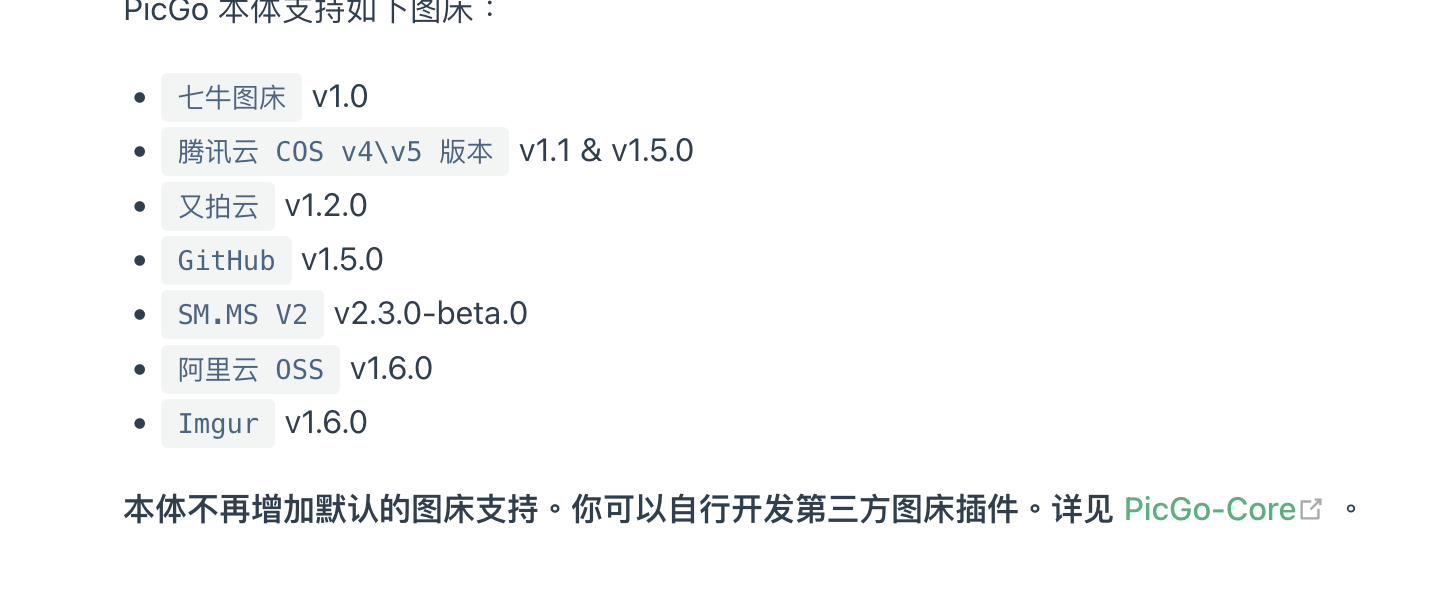 PicGo 本体支持如下图床：
七牛图床 v1.0
腾讯云 COS v4\v5 版本 v1.1 & v1.5.0
又拍云 v1.2.0
GitHub v1.5.0
SM.MS V2 v2.3.0-beta.0
阿里云 OSS v1.6.0
Imgur v1.6.0
本体不再增加默认的图床支持。你可以自行开发第三方图床插件。详见 PicGo-Core 。